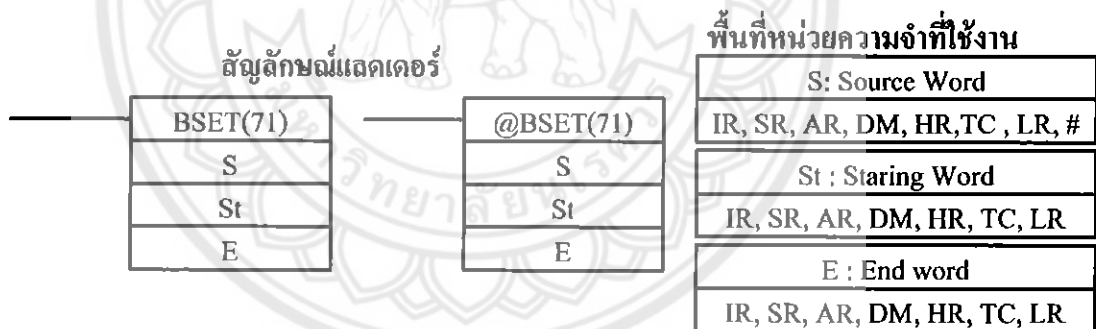 สัญลักษณ์แลดเดอร์
BSET(71)
S
St
E
@BSET(71)
S
St
E
พื้นที่หน่วยความจำที่ใช้งาน
S: Source Word
IR, SR, AR, DM, HR,TC , LR, #
St : Staring Word
IR, SR, AR, DM, HR, TC, LR
E : End word
IR, SR, AR, DM, HR, TC, LR